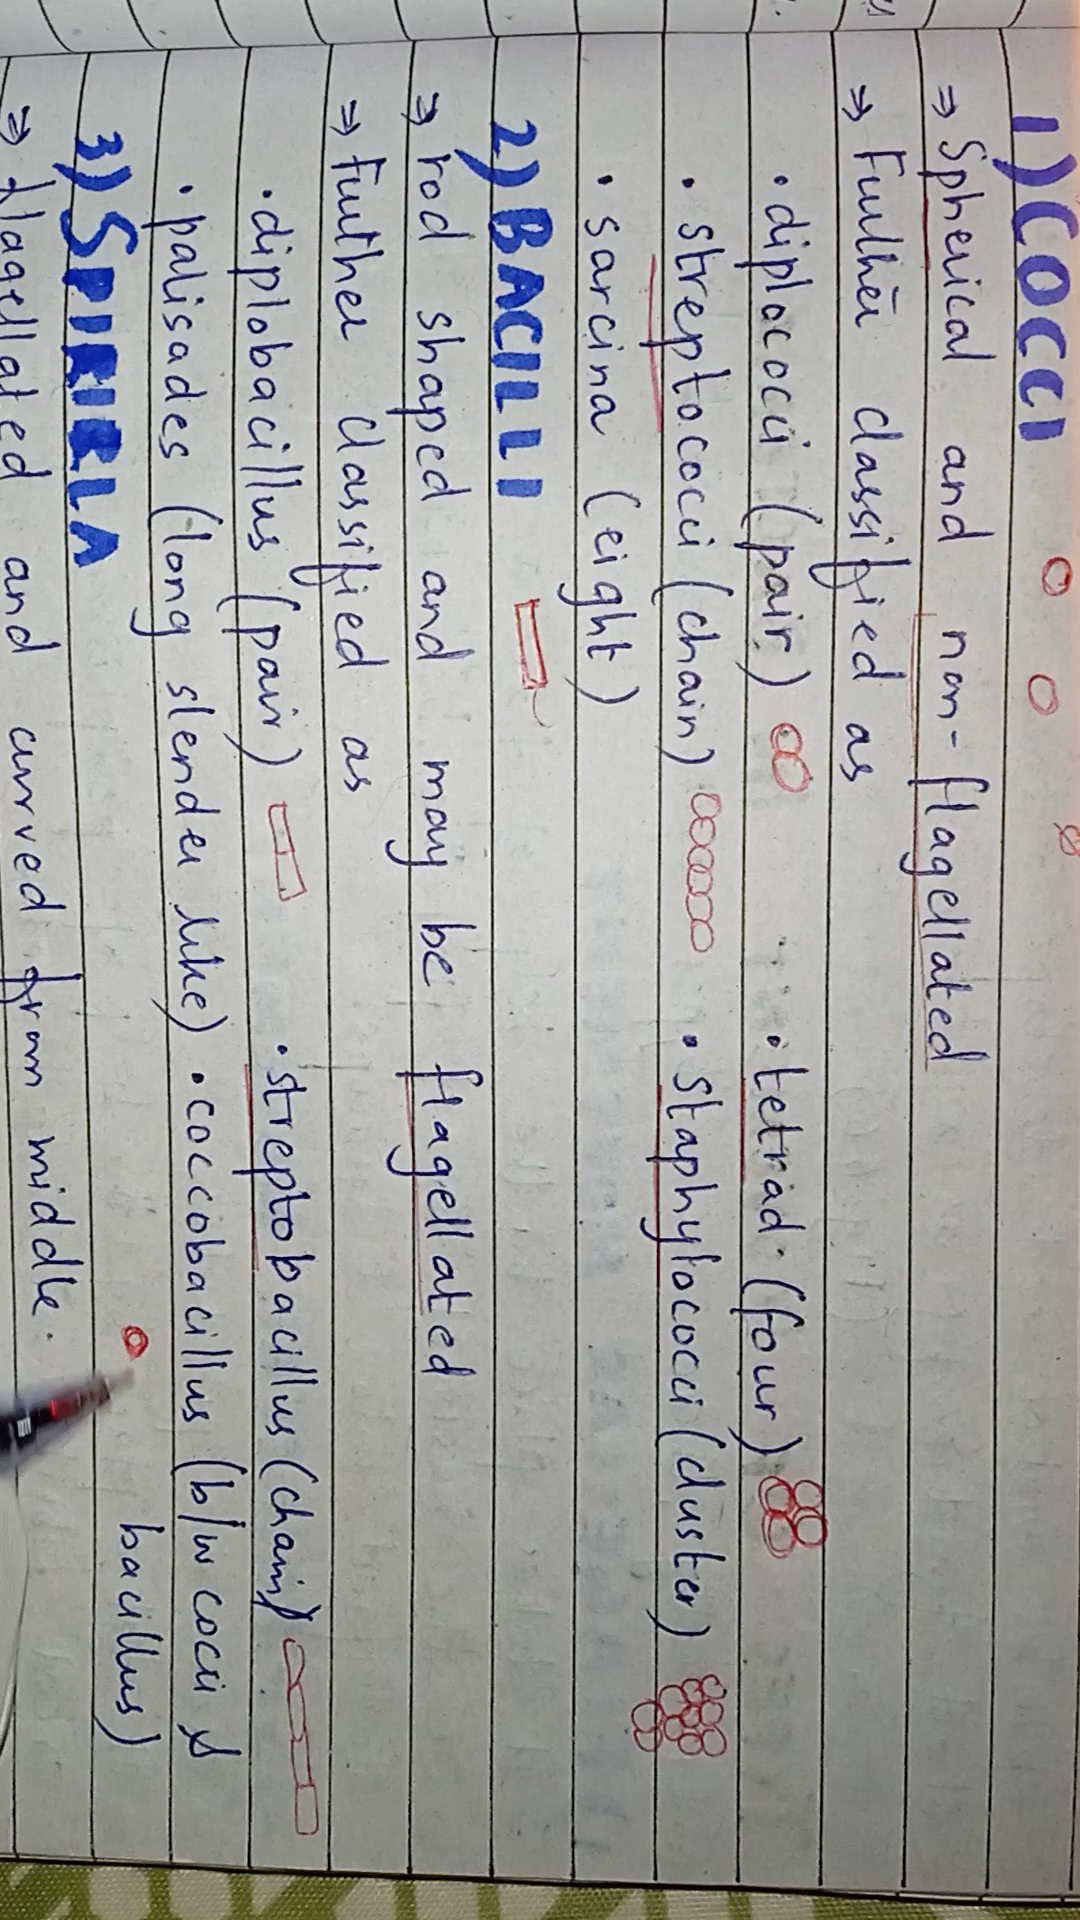 1) COCCI
⇒ Spherical and non-flagellated
⇒ Further classified as
• diplococci (pair) • tetrad. (four)
• streptococci (chain) • staphylococci (cluster)
• sarcina (eight)
2) BACILLI
⇒ rod shaped and may be flagellated
⇒ Further classified as
• diplobacillus (pair) • streptobacillus (chain)
• palisades (long slender like) • coccobacillus (b/w cocci &
bacillus)
3) SPIRILA
⇒ flagellated and curved from middle.